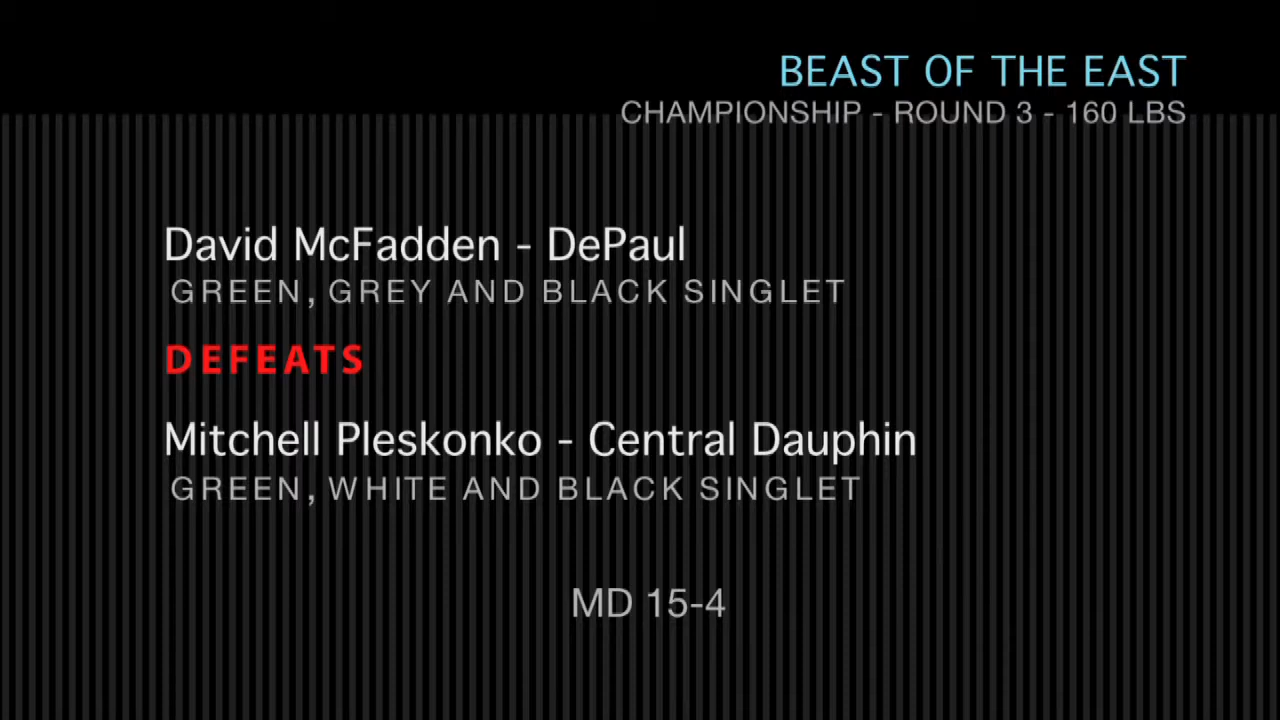 BEAST OF THE EAST
CHAMPIONSHIP - ROUND 3 - 160 LBS
David McFadden - DePaul
GREEN, GREY AND BLACK SINGLET
DEFEATS
Mitchell Pleskonko - Central Dauphin
GREEN, WHITE AND BLACK SINGLET
MD 15-4